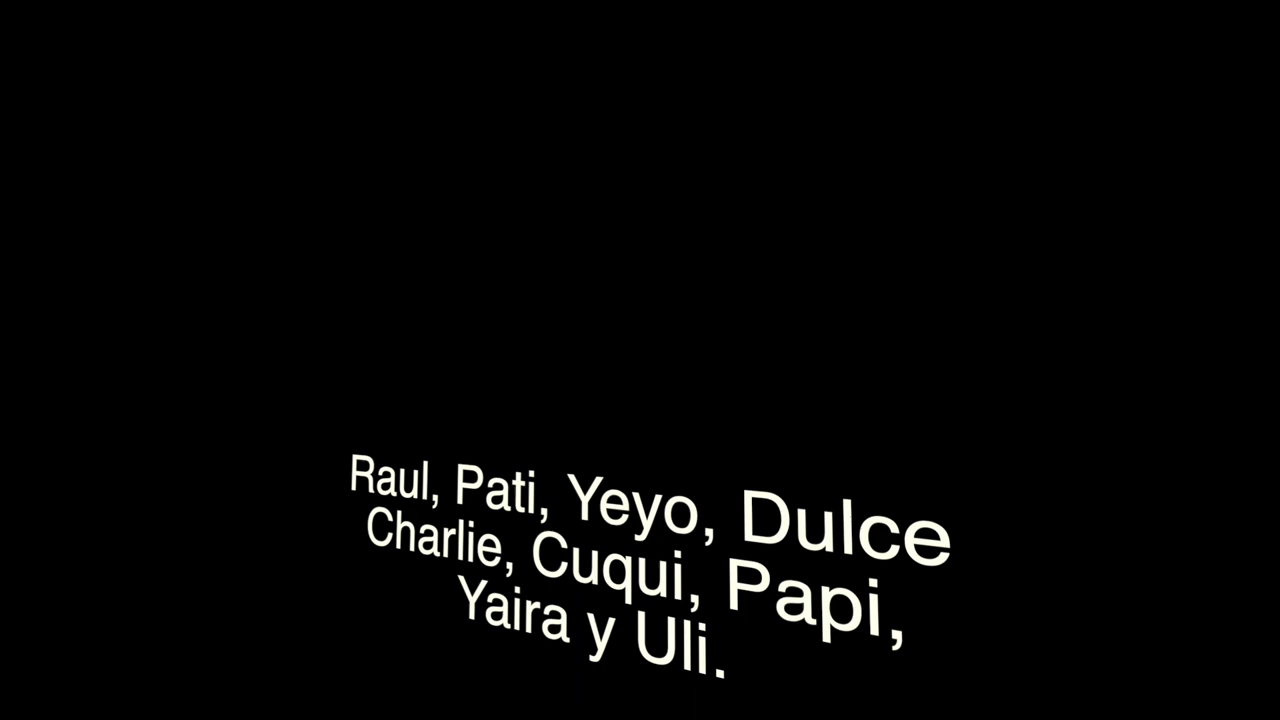 Raul, Pati, Yeyo, Dulce
Charlie, Cuqui, Papi,
Yaira y Uli.